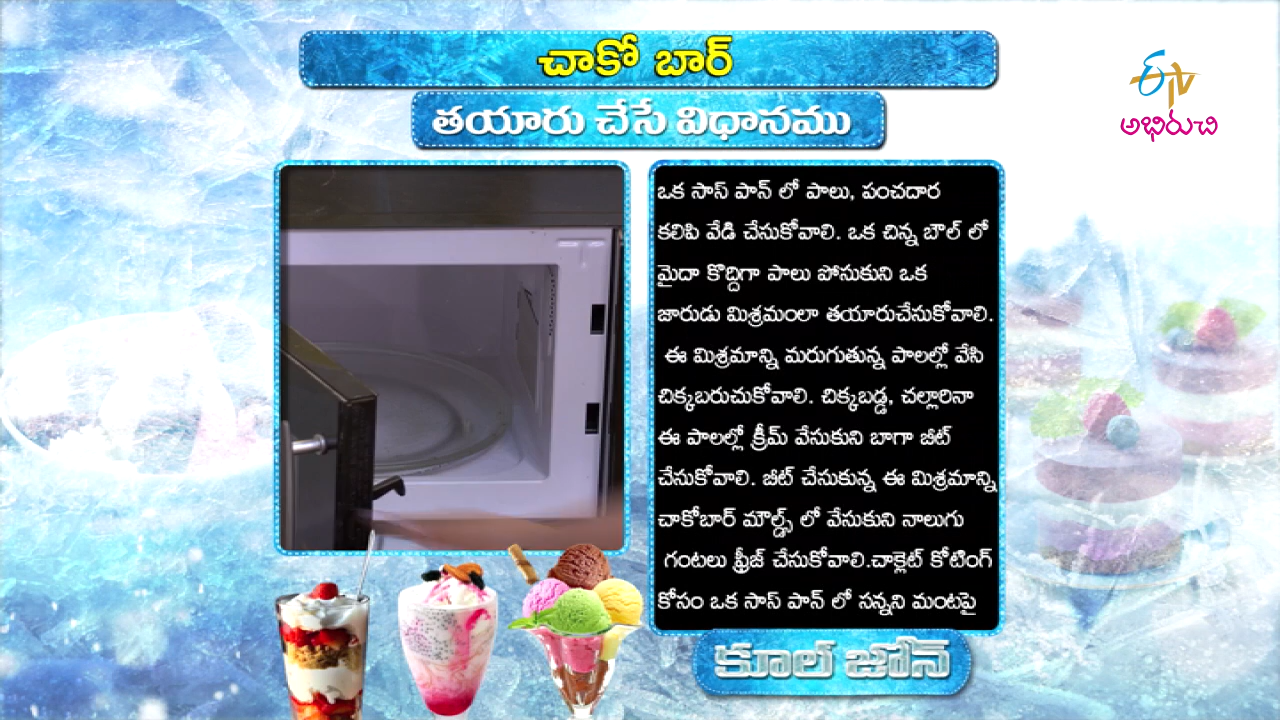 చాకో బార్
తయారు చేసే విధానము
ETV
అభిరుచి
ఒక సాస్ పాన్ లో పాలు, పంచదార
కలిపి వేడి చేసుకోవాలి. ఒక చిన్న బౌల్ లో
మైదా కొద్దిగా పాలు పోసుకుని ఒక
జారుడు మిశ్రమంలా తయారుచేసుకోవాలి.
ఈ మిశ్రమాన్ని మరుగుతున్న పాలల్లో వేసి
చిక్కబరుచుకోవాలి. చిక్కబడ్డ, చల్లారినా
ఈ పాలల్లో క్రీమ్ వేసుకుని బాగా బీట్
చేసుకోవాలి. బీట్ చేసుకున్న ఈ మిశ్రమాన్ని
చాకోబార్ మౌల్డ్స్ లో వేసుకుని నాలుగు
గంటలు ఫ్రీజ్ చేసుకోవాలి.చాక్లెట్ కోటింగ్
కోసం ఒక సాస్ పాన్ లో సన్నని మంటపై
కూల్ జోన్